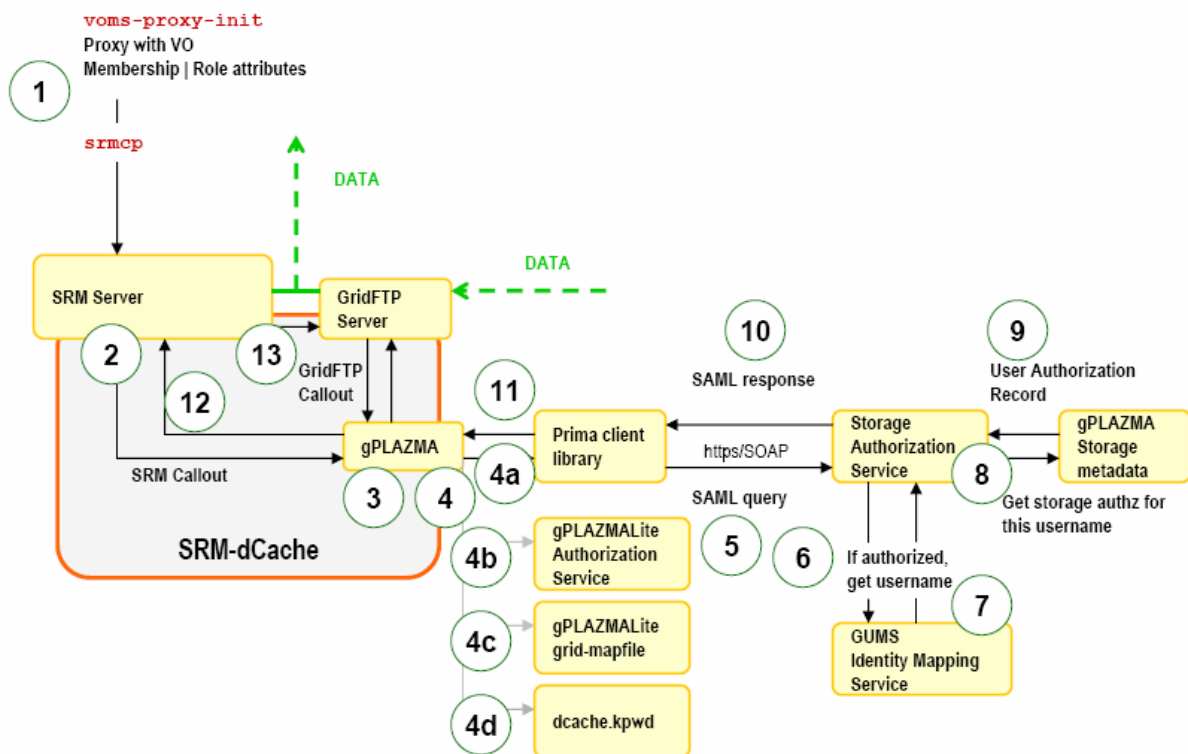 voms-proxy-init
Proxy with VO
Membership | Role attributes
1
srmcp
DATA
DATA
SRM Server
GridFTP
Server
2
13
GridFTP
Callout
12
SRM Callout
gPLAZMA
3
4
SRM-dCache
11
4a
Prima client
library
10
SAML response
https/SOAP
SAML query
5
6
9
User Authorization
Record
Storage
Authorization
Service
gPLAZMA
Storage
metadata
8
Get storage authz for
this username
If authorized,
get username
7
GUMS
Identity Mapping
Service
4b
gPLAZMALite
Authorization
Service
4c
gPLAZMALite
grid-mapfile
4d
dcache.kpwd